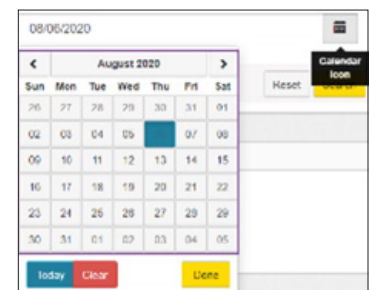 08/06/2020
< August 2020 >
Calendar Icon
Sun Mon Tue Wed Thu Fri Sat
Reset
26 27 28 29 30 31 01
02 03 04 05 07 08
09 10 11 12 13 14 15
16 17 18 19 20 21 22
23 24 25 26 27 28 29
30 31 01 02 03 04 05
Today Clear Done